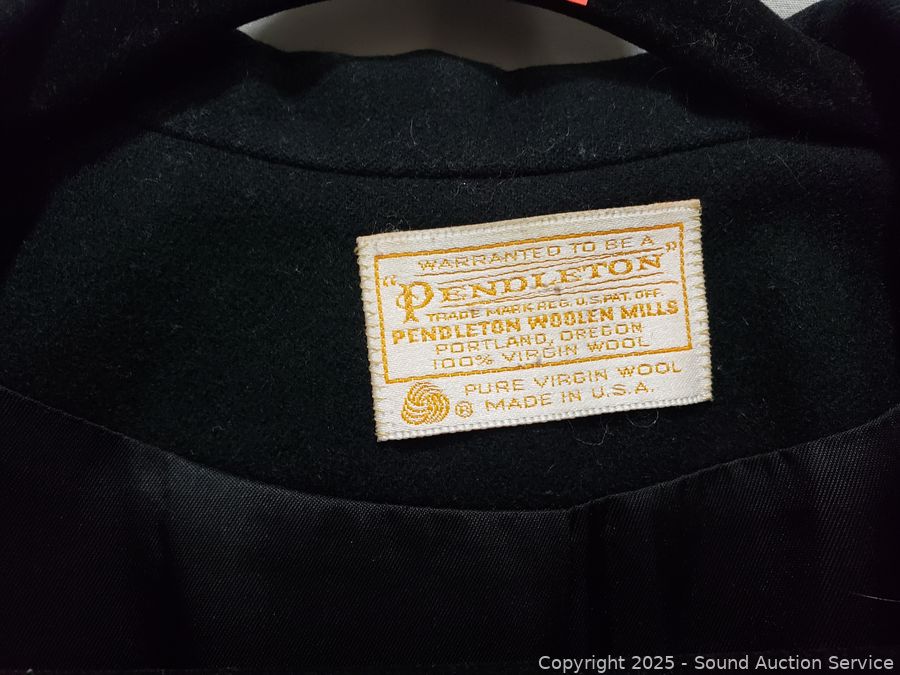 WARRANTED TO BE A
"PENDLETON"
TRADE MARK REG. U.S. PAT. OFF
PENDLETON WOOLEN MILLS
PORTLAND, OREGON
100% VIRGIN WOOL
PURE VIRGIN WOOL
® MADE IN U.S.A.
Copyright 2025 - Sound Auction Service